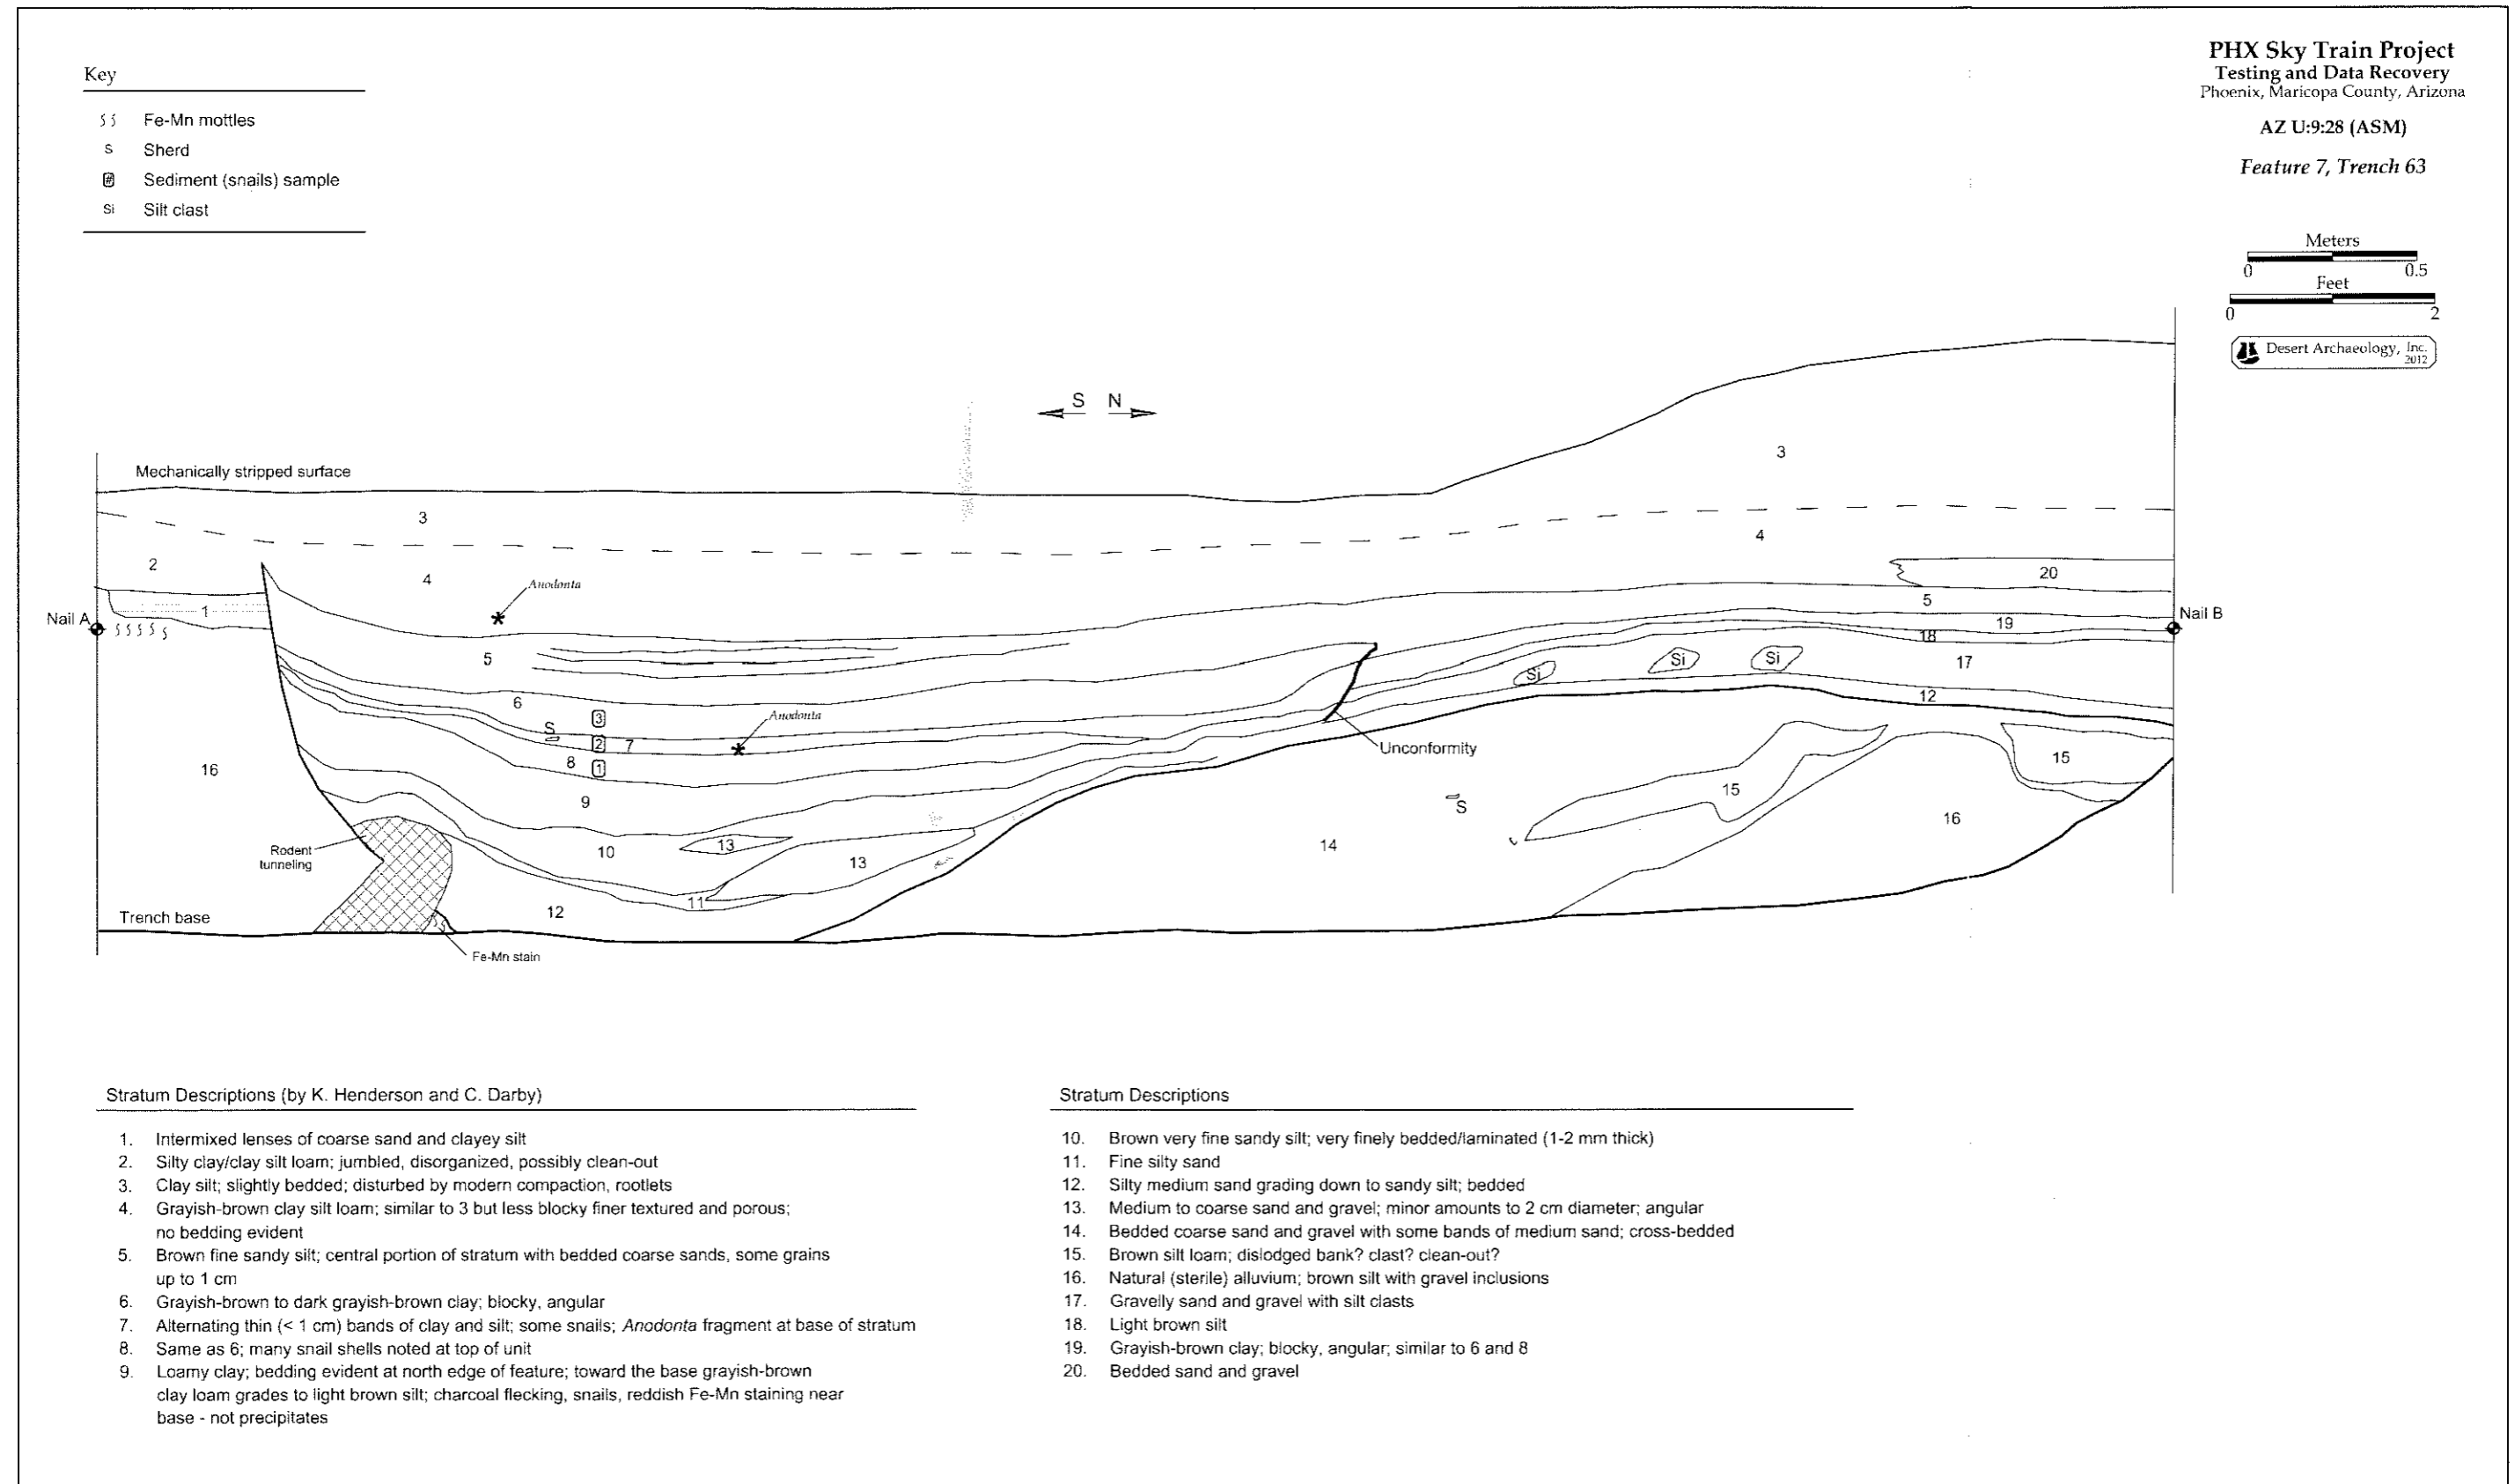 PHX Sky Train Project
Testing and Data Recovery
Phoenix, Maricopa County, Arizona
AZ U:9:28 (ASM)
Feature 7, Trench 63
Meters
0 0.5
Feet
0 2
Desert Archaeology, Inc.
2012
Key
Fe-Mn mottles
S Sherd
# Sediment (snails) sample
Si Silt clast
S N
Mechanically stripped surface
3
3
2
4
4
20
Anodonta
1
5
Nail A
Nail B
19
18
5
Si
Si
Si
17
6
12
3
S
Anodonta
2
7
Unconformity
8
1
16
15
15
9
S
16
Rodent
tunneling
10
13
13
14
11
12
Trench base
Fe-Mn stain
Stratum Descriptions (by K. Henderson and C. Darby)
1. Intermixed lenses of coarse sand and clayey silt
2. Silty clay/clay silt loam; jumbled, disorganized, possibly clean-out
3. Clay silt; slightly bedded; disturbed by modern compaction, rootlets
4. Grayish-brown clay silt loam; similar to 3 but less blocky finer textured and porous;
no bedding evident
5. Brown fine sandy silt; central portion of stratum with bedded coarse sands, some grains
up to 1 cm
6. Grayish-brown to dark grayish-brown clay; blocky, angular
7. Alternating thin (< 1 cm) bands of clay and silt; some snails; Anodonta fragment at base of stratum
8. Same as 6; many snail shells noted at top of unit
9. Loamy clay; bedding evident at north edge of feature; toward the base grayish-brown
clay loam grades to light brown silt; charcoal flecking, snails, reddish Fe-Mn staining near
base - not precipitates
Stratum Descriptions
10. Brown very fine sandy silt; very finely bedded/laminated (1-2 mm thick)
11. Fine silty sand
12. Silty medium sand grading down to sandy silt; bedded
13. Medium to coarse sand and gravel; minor amounts to 2 cm diameter; angular
14. Bedded coarse sand and gravel with some bands of medium sand; cross-bedded
15. Brown silt loam; dislodged bank? clast? clean-out?
16. Natural (sterile) alluvium; brown silt with gravel inclusions
17. Gravelly sand and gravel with silt clasts
18. Light brown silt
19. Grayish-brown clay; blocky, angular; similar to 6 and 8
20. Bedded sand and gravel